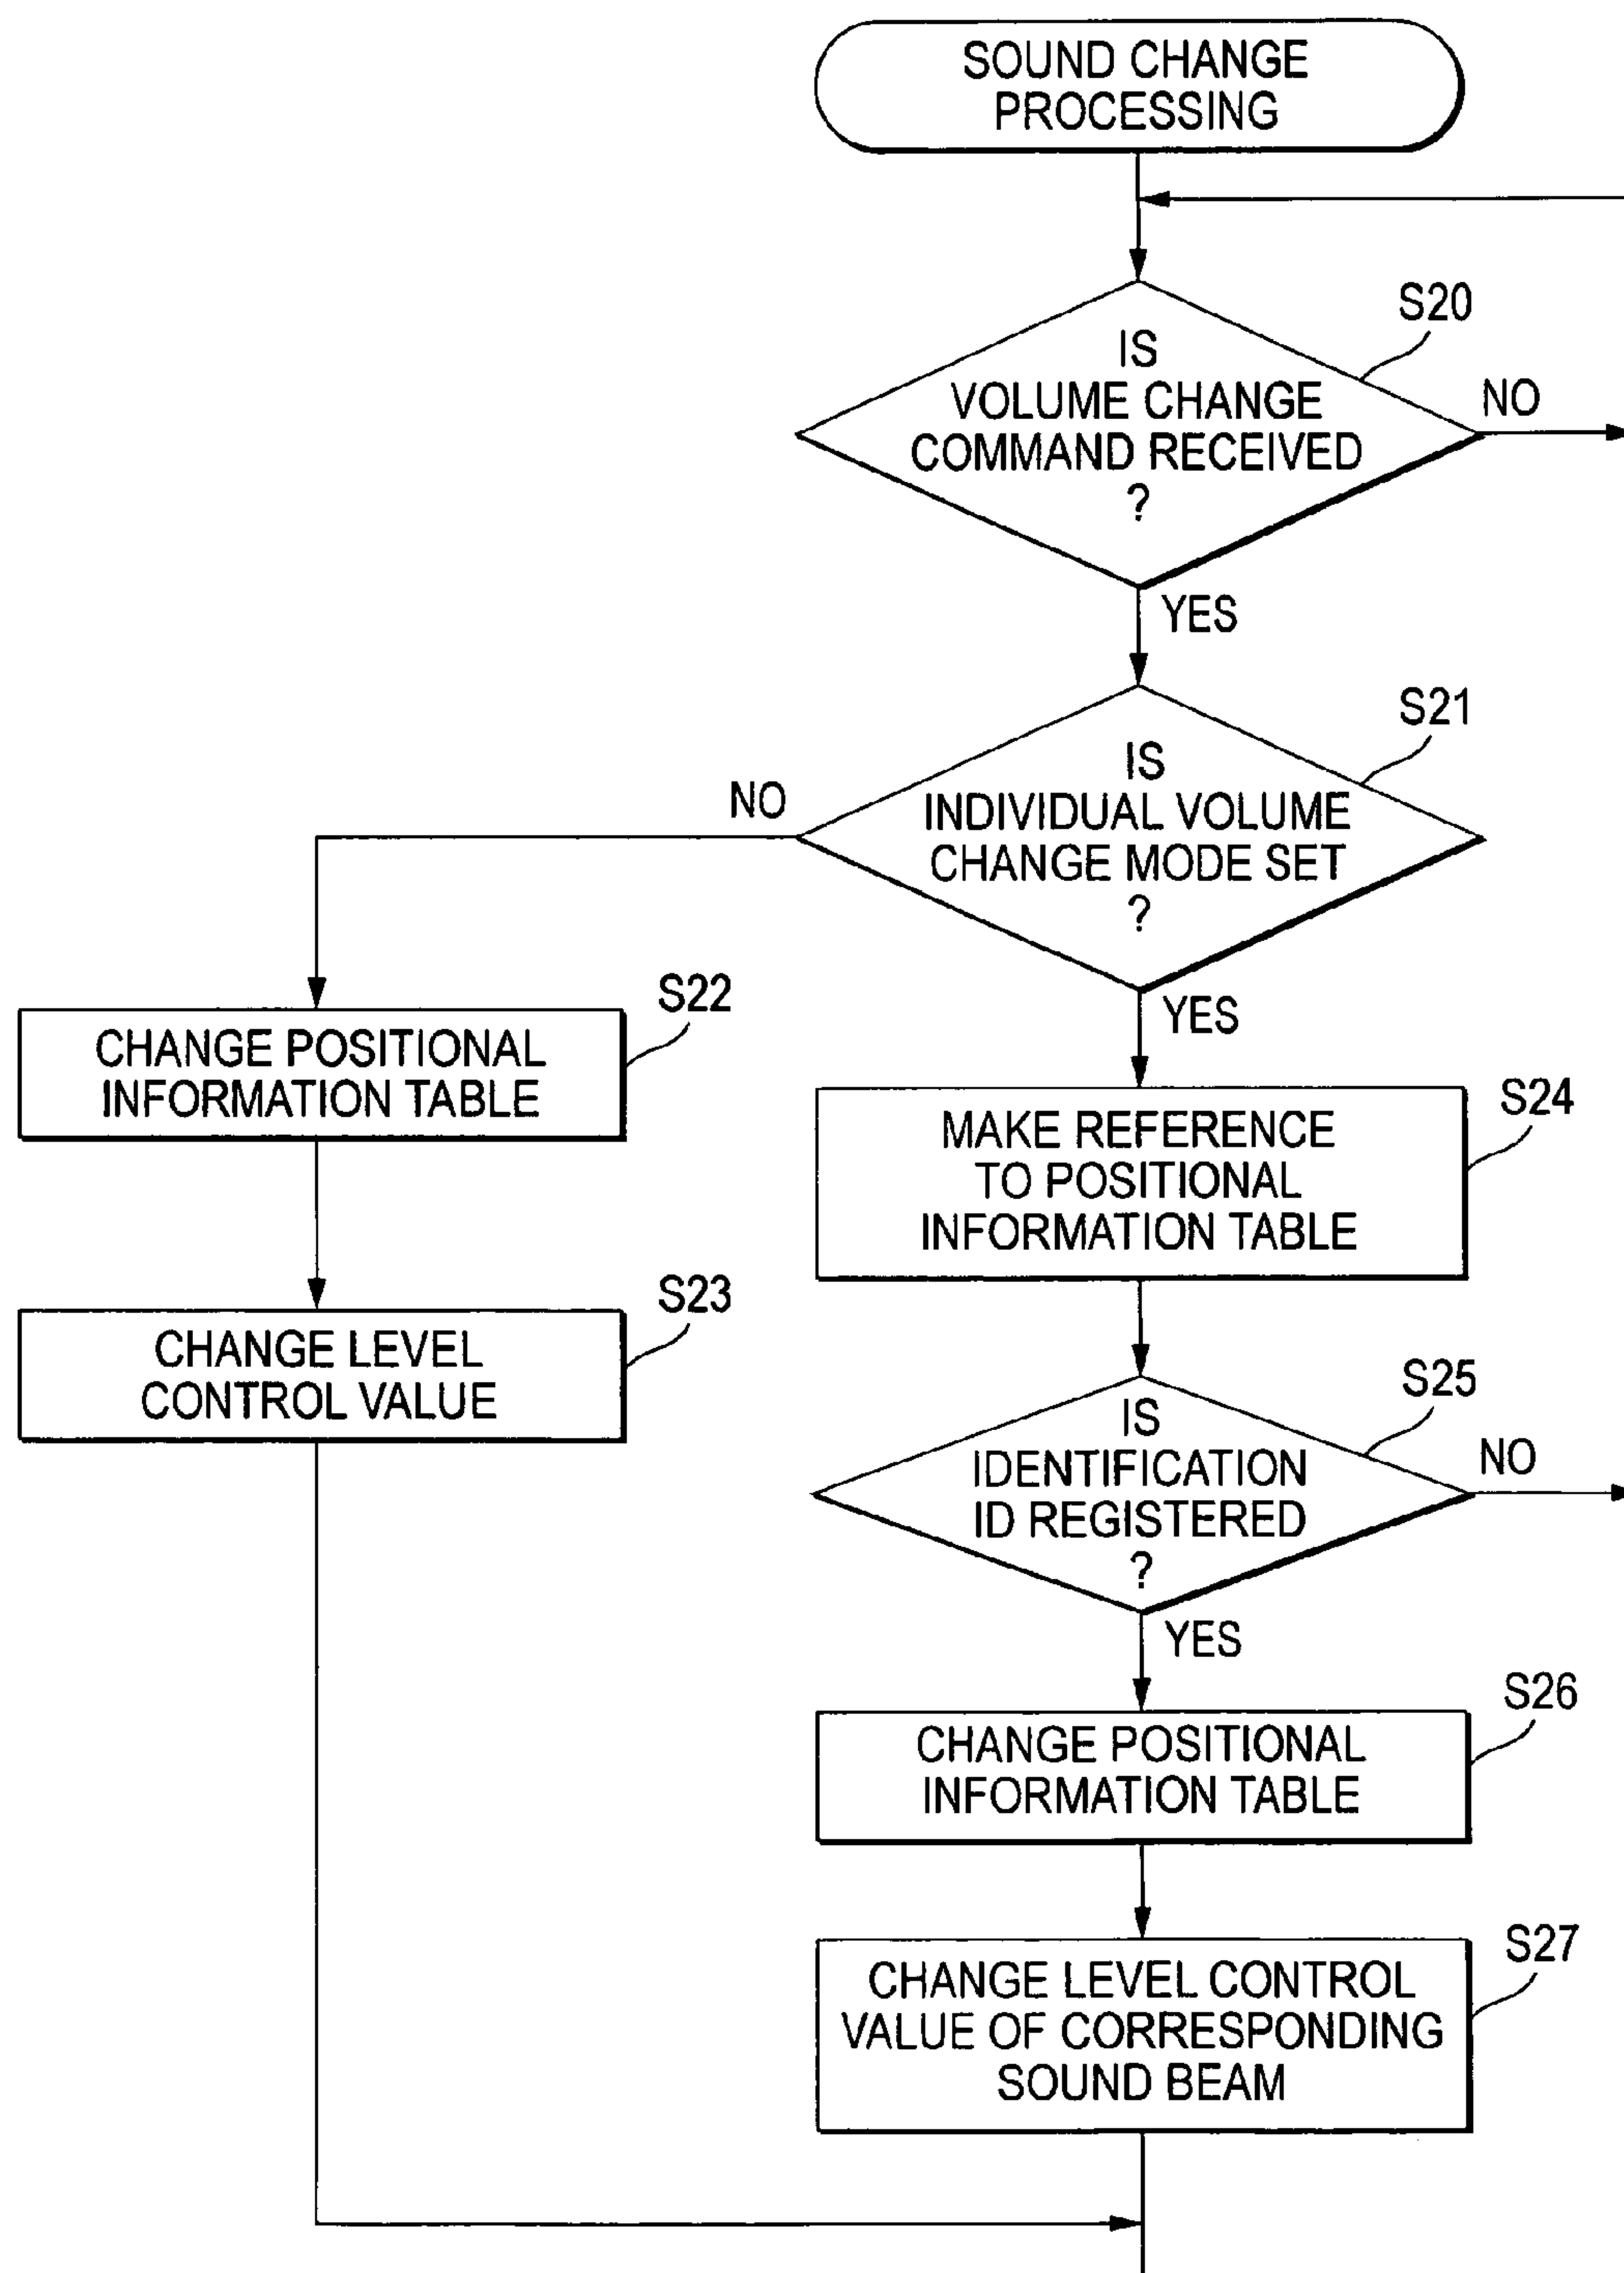 SOUND CHANGE
PROCESSING
S20
IS
VOLUME CHANGE
COMMAND RECEIVED
?
NO
YES
S21
IS
INDIVIDUAL VOLUME
CHANGE MODE SET
?
NO
YES
S22
CHANGE POSITIONAL
INFORMATION TABLE
S23
CHANGE LEVEL
CONTROL VALUE
S24
MAKE REFERENCE
TO POSITIONAL
INFORMATION TABLE
S25
IS
IDENTIFICATION
ID REGISTERED
?
NO
YES
S26
CHANGE POSITIONAL
INFORMATION TABLE
S27
CHANGE LEVEL CONTROL
VALUE OF CORRESPONDING
SOUND BEAM